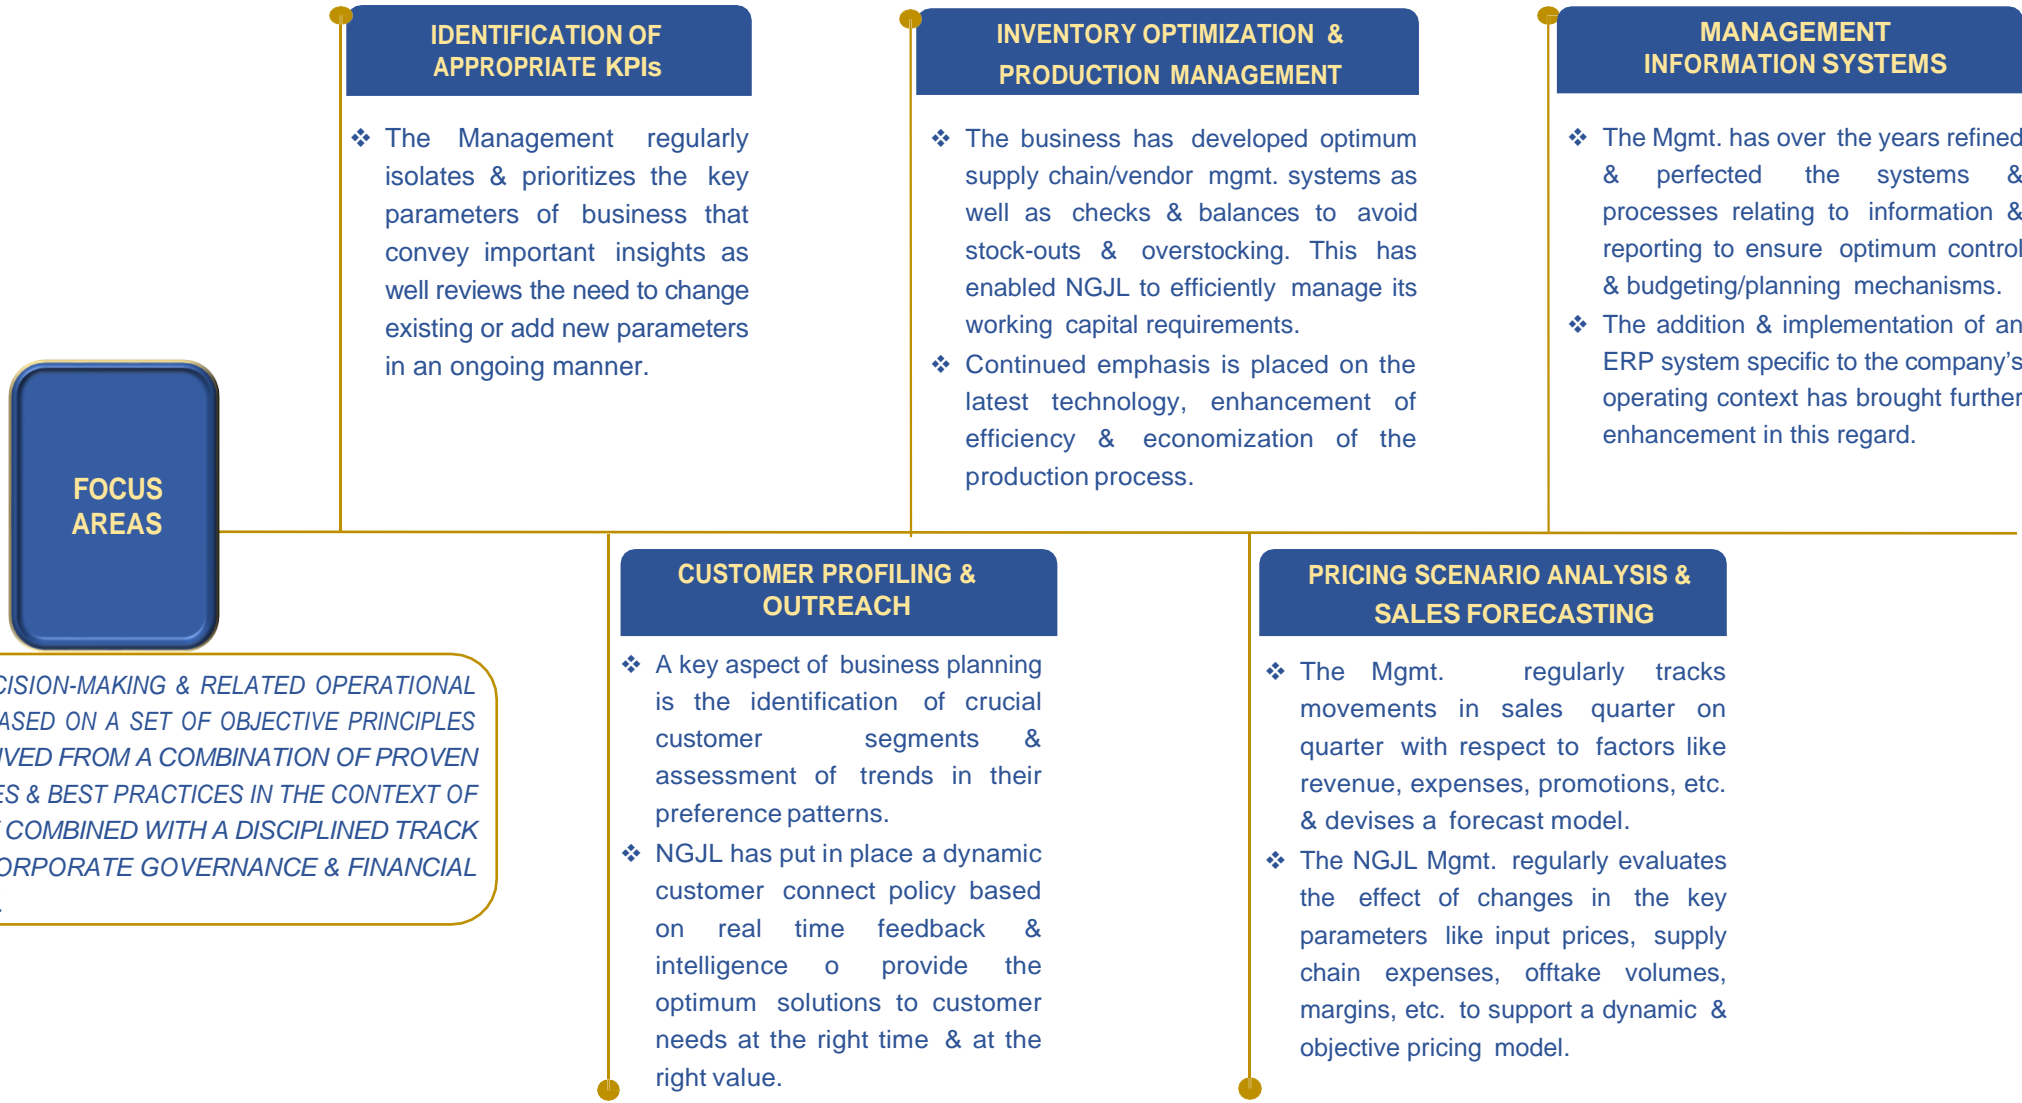 IDENTIFICATION OF
APPROPRIATE KPIs
❖ The Management regularly
isolates & prioritizes the key
parameters of business that
convey important insights as
well reviews the need to change
existing or add new parameters
in an ongoing manner.
INVENTORY OPTIMIZATION &
PRODUCTION MANAGEMENT
❖ The business has developed optimum
supply chain/vendor mgmt. systems as
well as checks & balances to avoid
stock-outs & overstocking. This has
enabled NGJL to efficiently manage its
working capital requirements.
❖ Continued emphasis is placed on the
latest technology, enhancement of
efficiency & economization of the
production process.
MANAGEMENT
INFORMATION SYSTEMS
❖ The Mgmt. has over the years refined
& perfected the systems &
processes relating to information &
reporting to ensure optimum control
& budgeting/planning mechanisms.
❖ The addition & implementation of an
ERP system specific to the company’s
operating context has brought further
enhancement in this regard.
FOCUS
AREAS
CISION-MAKING & RELATED OPERATIONAL
ASED ON A SET OF OBJECTIVE PRINCIPLES
IVED FROM A COMBINATION OF PROVEN
ES & BEST PRACTICES IN THE CONTEXT OF
COMBINED WITH A DISCIPLINED TRACK
ORPORATE GOVERNANCE & FINANCIAL
.
CUSTOMER PROFILING &
OUTREACH
❖ A key aspect of business planning
is the identification of crucial
customer segments &
assessment of trends in their
preference patterns.
❖ NGJL has put in place a dynamic
customer connect policy based
on real time feedback &
intelligence o provide the
optimum solutions to customer
needs at the right time & at the
right value.
PRICING SCENARIO ANALYSIS &
SALES FORECASTING
❖ The Mgmt. regularly tracks
movements in sales quarter on
quarter with respect to factors like
revenue, expenses, promotions, etc.
& devises a forecast model.
❖ The NGJL Mgmt. regularly evaluates
the effect of changes in the key
parameters like input prices, supply
chain expenses, offtake volumes,
margins, etc. to support a dynamic &
objective pricing model.